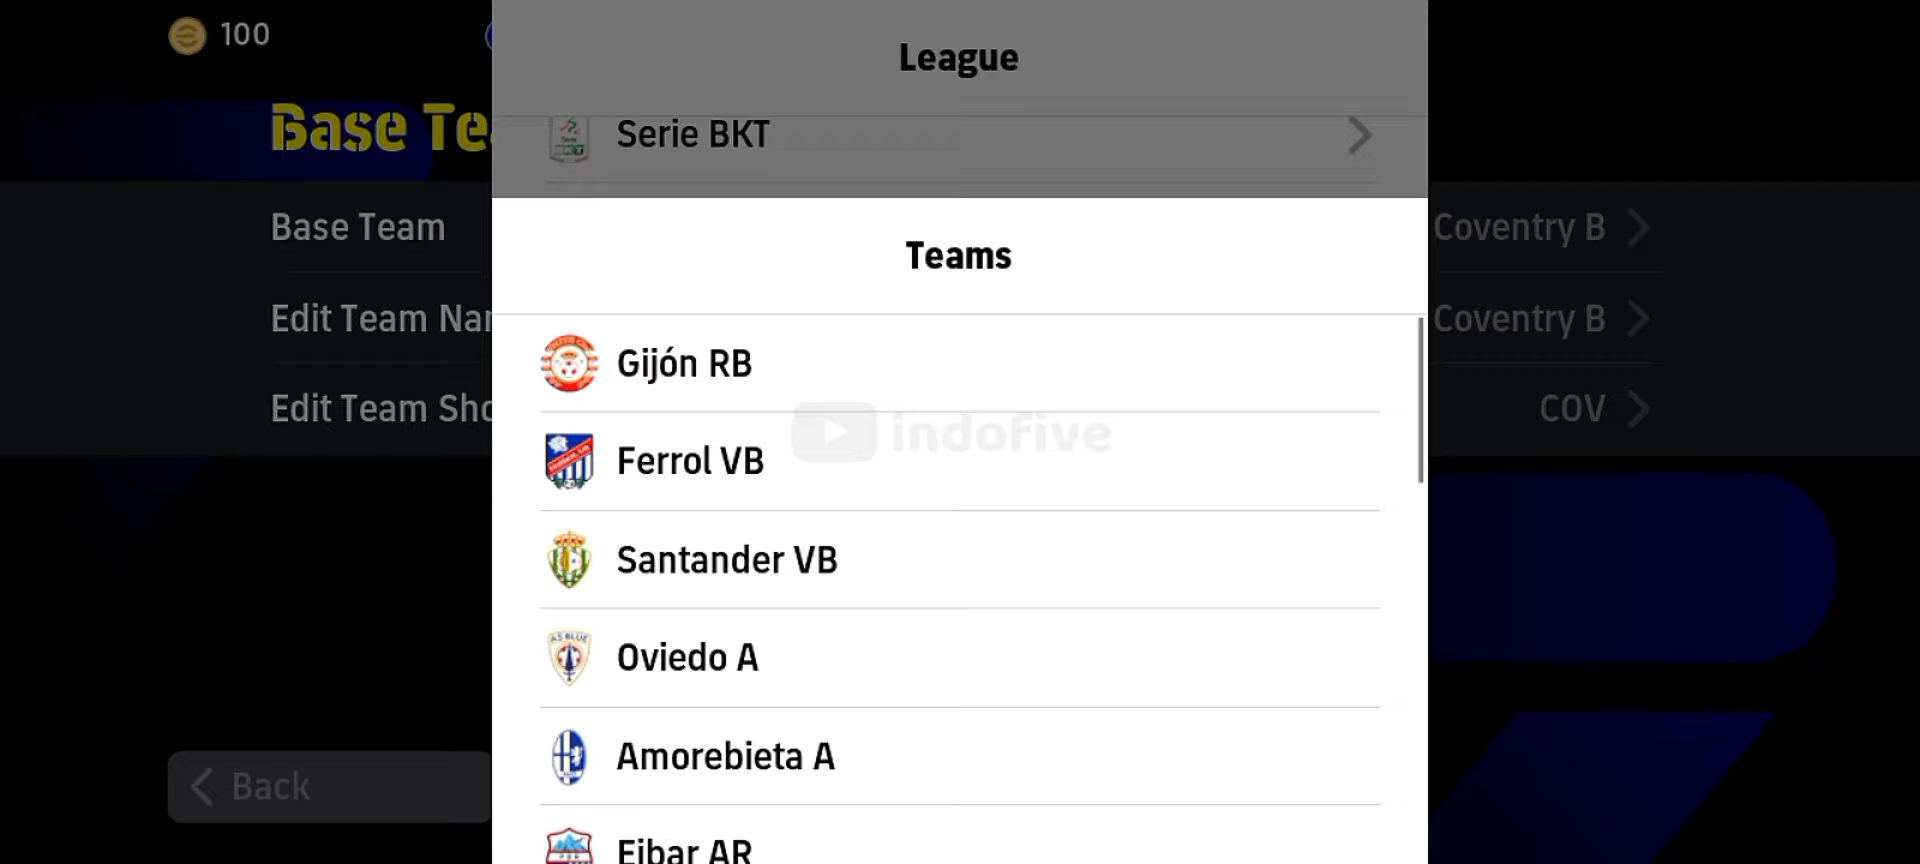 100
League
Base Te
Serie BKT
Base Team
Coventry B
Teams
Edit Team Nar
Coventry B
Gijón RB
Edit Team Sho
COV
indofive
Ferrol VB
Santander VB
Oviedo A
Amorebieta A
Back
Eibar AR